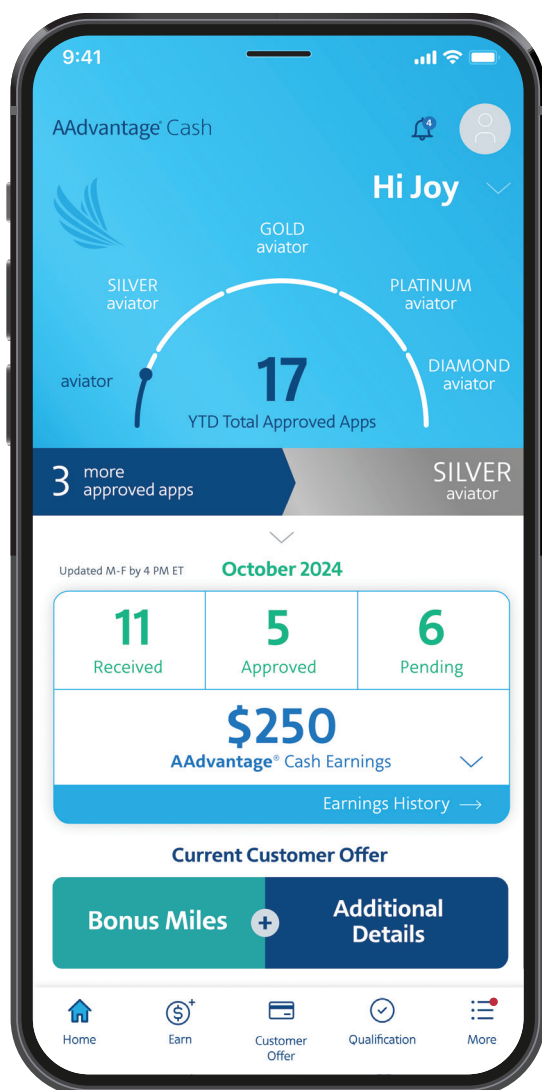 9:41
AAdvantage® Cash
4
Hi Joy
GOLD
aviator
SILVER
aviator
PLATINUM
aviator
aviator
DIAMOND
aviator
17
YTD Total Approved Apps
3 more
approved apps
SILVER
aviator
Updated M-F by 4 PM ET
October 2024
11
Received
5
Approved
6
Pending
$250
AAdvantage® Cash Earnings
Earnings History →
Current Customer Offer
Bonus Miles + Additional
Details
Home
Earn
Customer
Offer
Qualification
More